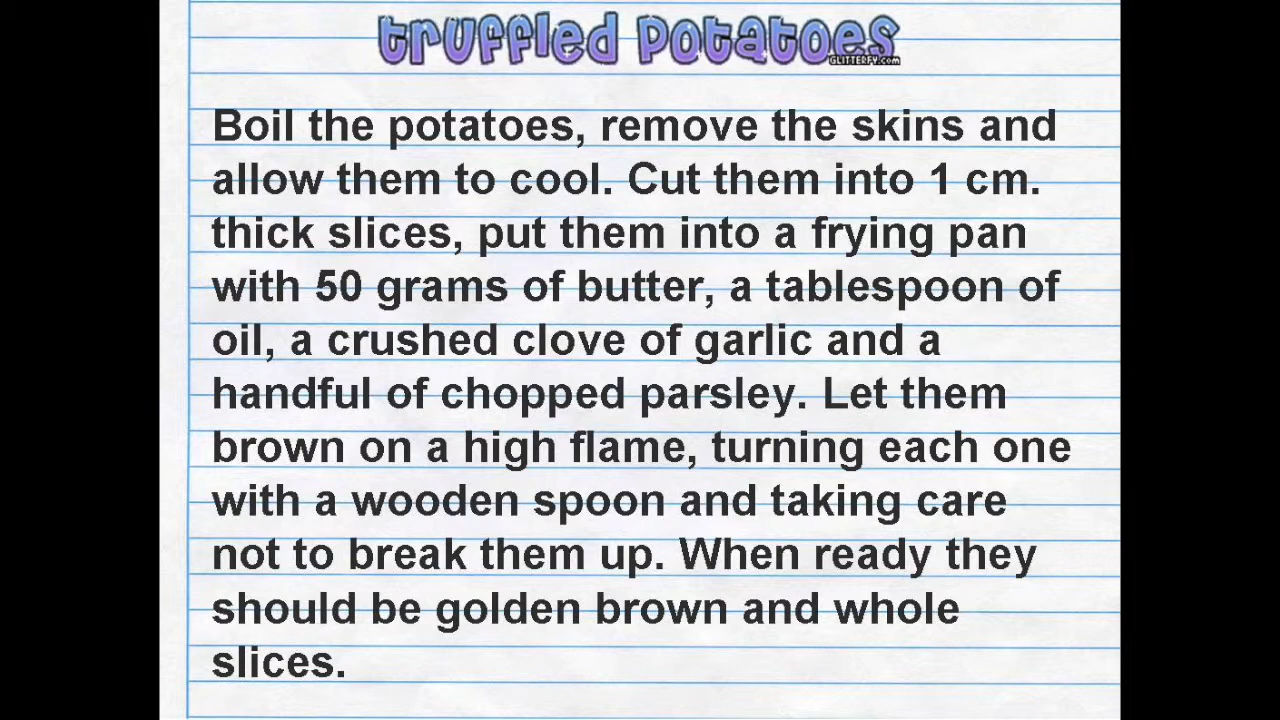 truffled potatoes
GLITTERFY.com
Boil the potatoes, remove the skins and
allow them to cool. Cut them into 1 cm.
thick slices, put them into a frying pan
with 50 grams of butter, a tablespoon of
oil, a crushed clove of garlic and a
handful of chopped parsley. Let them
brown on a high flame, turning each one
with a wooden spoon and taking care
not to break them up. When ready they
should be golden brown and whole
slices.